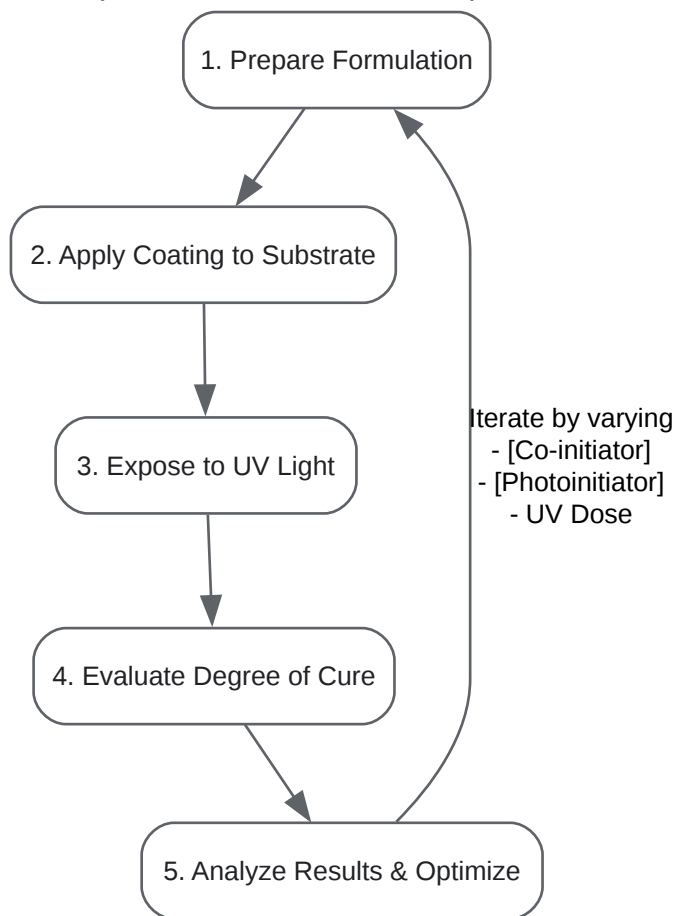 1. Prepare Formulation
2. Apply Coating to Substrate
Iterate by varying
- [Co-initiator]
- [Photoinitiator]
- UV Dose
3. Expose to UV Light
4. Evaluate Degree of Cure
5. Analyze Results & Optimize